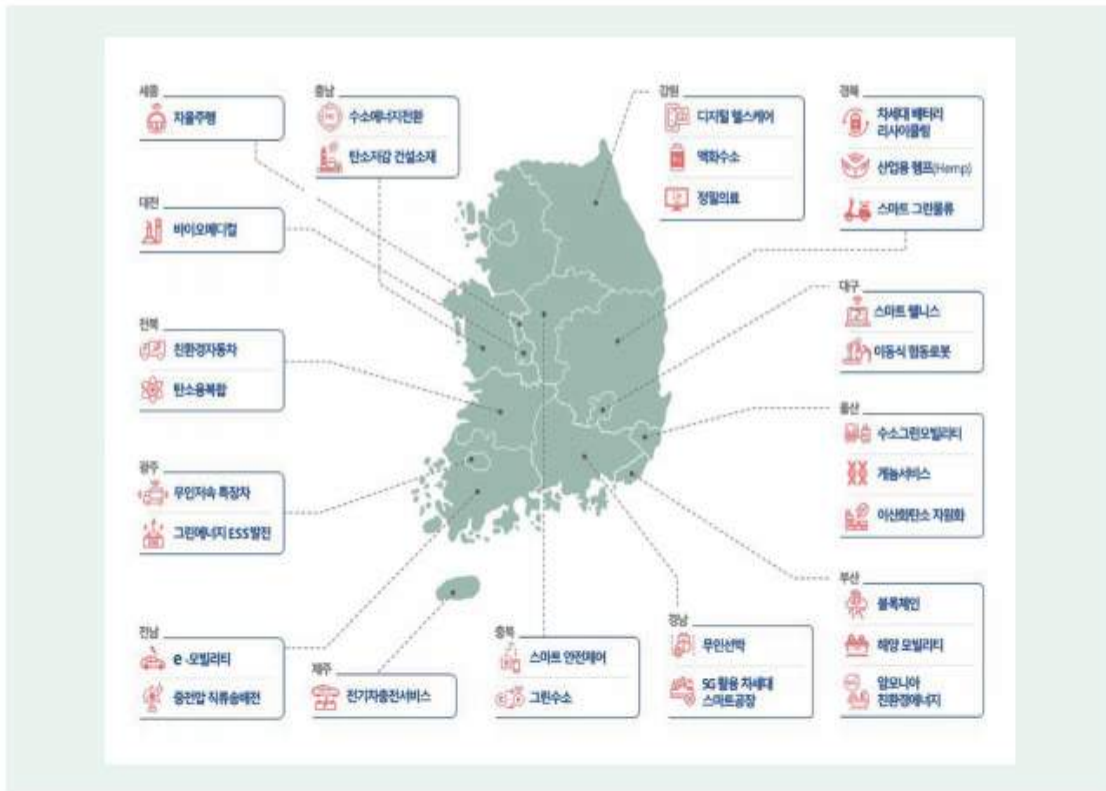 세종
자율주행
충남
수소에너지전환
탄소저감 건설소재
강원
디지털 헬스케어
액화수소
정밀의료
경북
차세대 배터리
리사이클링
산업용 헴프(Hemp)
스마트 그린물류
대전
바이오메디컬
대구
스마트 웰니스
이동식 협동로봇
전북
친환경자동차
탄소융복합
울산
수소그린모빌리티
게놈서비스
이산화탄소 자원화
광주
무인저속 특장차
그린에너지 ESS발전
부산
블록체인
해양 모빌리티
암모니아
친환경에너지
전남
e-모빌리티
중전압 직류송배전
제주
전기차충전서비스
충북
스마트 안전제어
그린수소
경남
무인선박
5G 활용 차세대
스마트공장